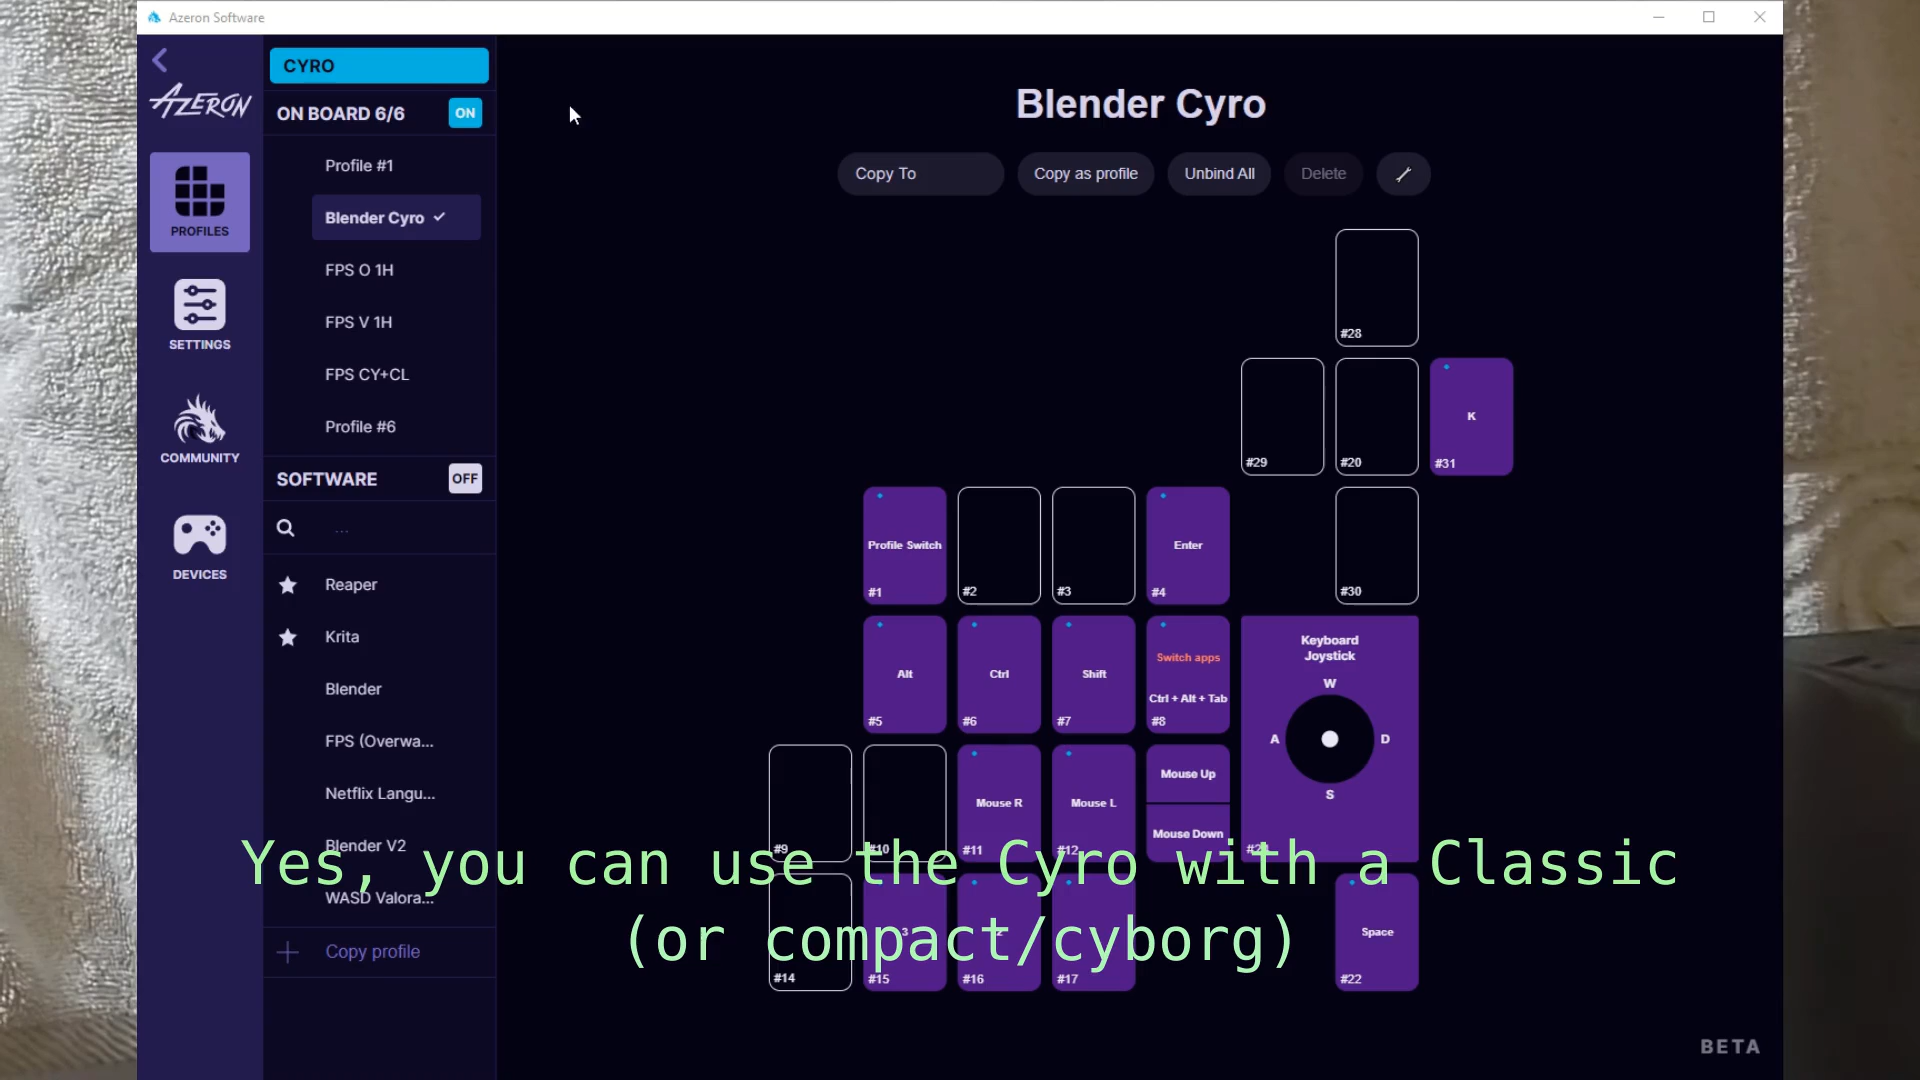 Azeron Software
AZERON
PROFILES
SETTINGS
COMMUNITY
DEVICES
CYRO
ON BOARD 6/6
ON
Profile #1
Blender Cyro
FPS O 1H
FPS V 1H
FPS CY+CL
Profile #6
SOFTWARE
OFF
...
Reaper
Krita
Blender
FPS (Overwa...
Netflix Langu...
Blender V2
WASD Valora...
Copy profile
Blender Cyro
Copy To
Copy as profile
Unbind All
Delete
#28
#29
#20
K
#31
Profile Switch
#1
#2
#3
Enter
#4
#30
Alt
#5
Ctrl
#6
Shift
#7
Switch apps
Ctrl + Alt + Tab
#8
Keyboard
Joystick
W
A
D
S
#9
#10
Mouse R
#11
Mouse L
#12
Mouse Up
Mouse Down
Yes, you can use the Cyro with a Classic
(or compact/cyborg)
#14
#15
#16
#17
Space
#22
BETA